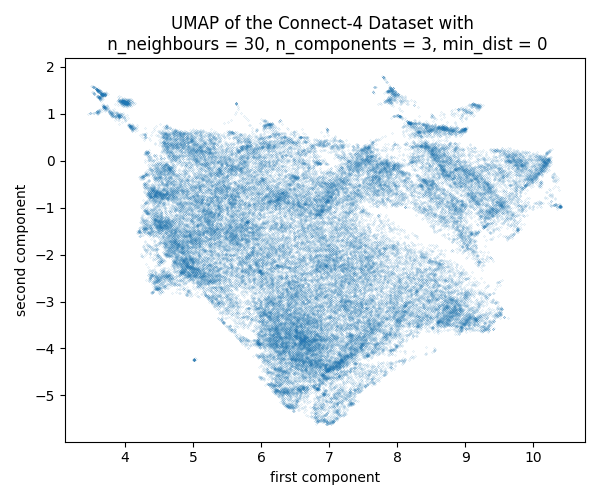 UMAP of the Connect-4 Dataset with
n_neighbours = 30, n_components = 3, min_dist = 0
2
1
0
−1
−2
−3
−4
−5
second component
4 5 6 7 8 9 10
first component